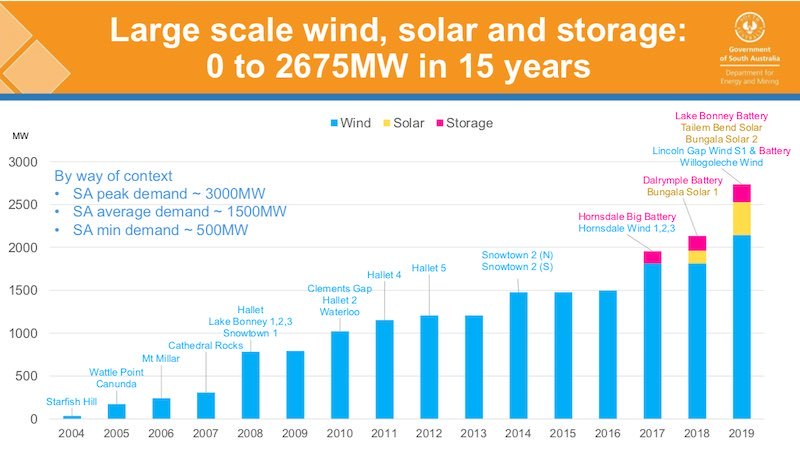 Large scale wind, solar and storage:
0 to 2675MW in 15 years
Government
of South Australia
Department for
Energy and Mining
Wind Solar Storage
MW
3000
2500
2000
1500
1000
500
0
By way of context
• SA peak demand ~ 3000MW
• SA average demand ~ 1500MW
• SA min demand ~ 500MW
Starfish Hill
Wattle Point
Canunda
Mt Millar
Cathedral Rocks
Hallet
Lake Bonney 1,2,3
Snowtown 1
Clements Gap
Hallet 2
Waterloo
Hallet 4
Hallet 5
Snowtown 2 (N)
Snowtown 2 (S)
Hornsdale Big Battery
Hornsdale Wind 1,2,3
Dalrymple Battery
Bungala Solar 1
Lake Bonney Battery
Tailem Bend Solar
Bungala Solar 2
Lincoln Gap Wind S1 & Battery
Willogoleche Wind
2004 2005 2006 2007 2008 2009 2010 2011 2012 2013 2014 2015 2016 2017 2018 2019